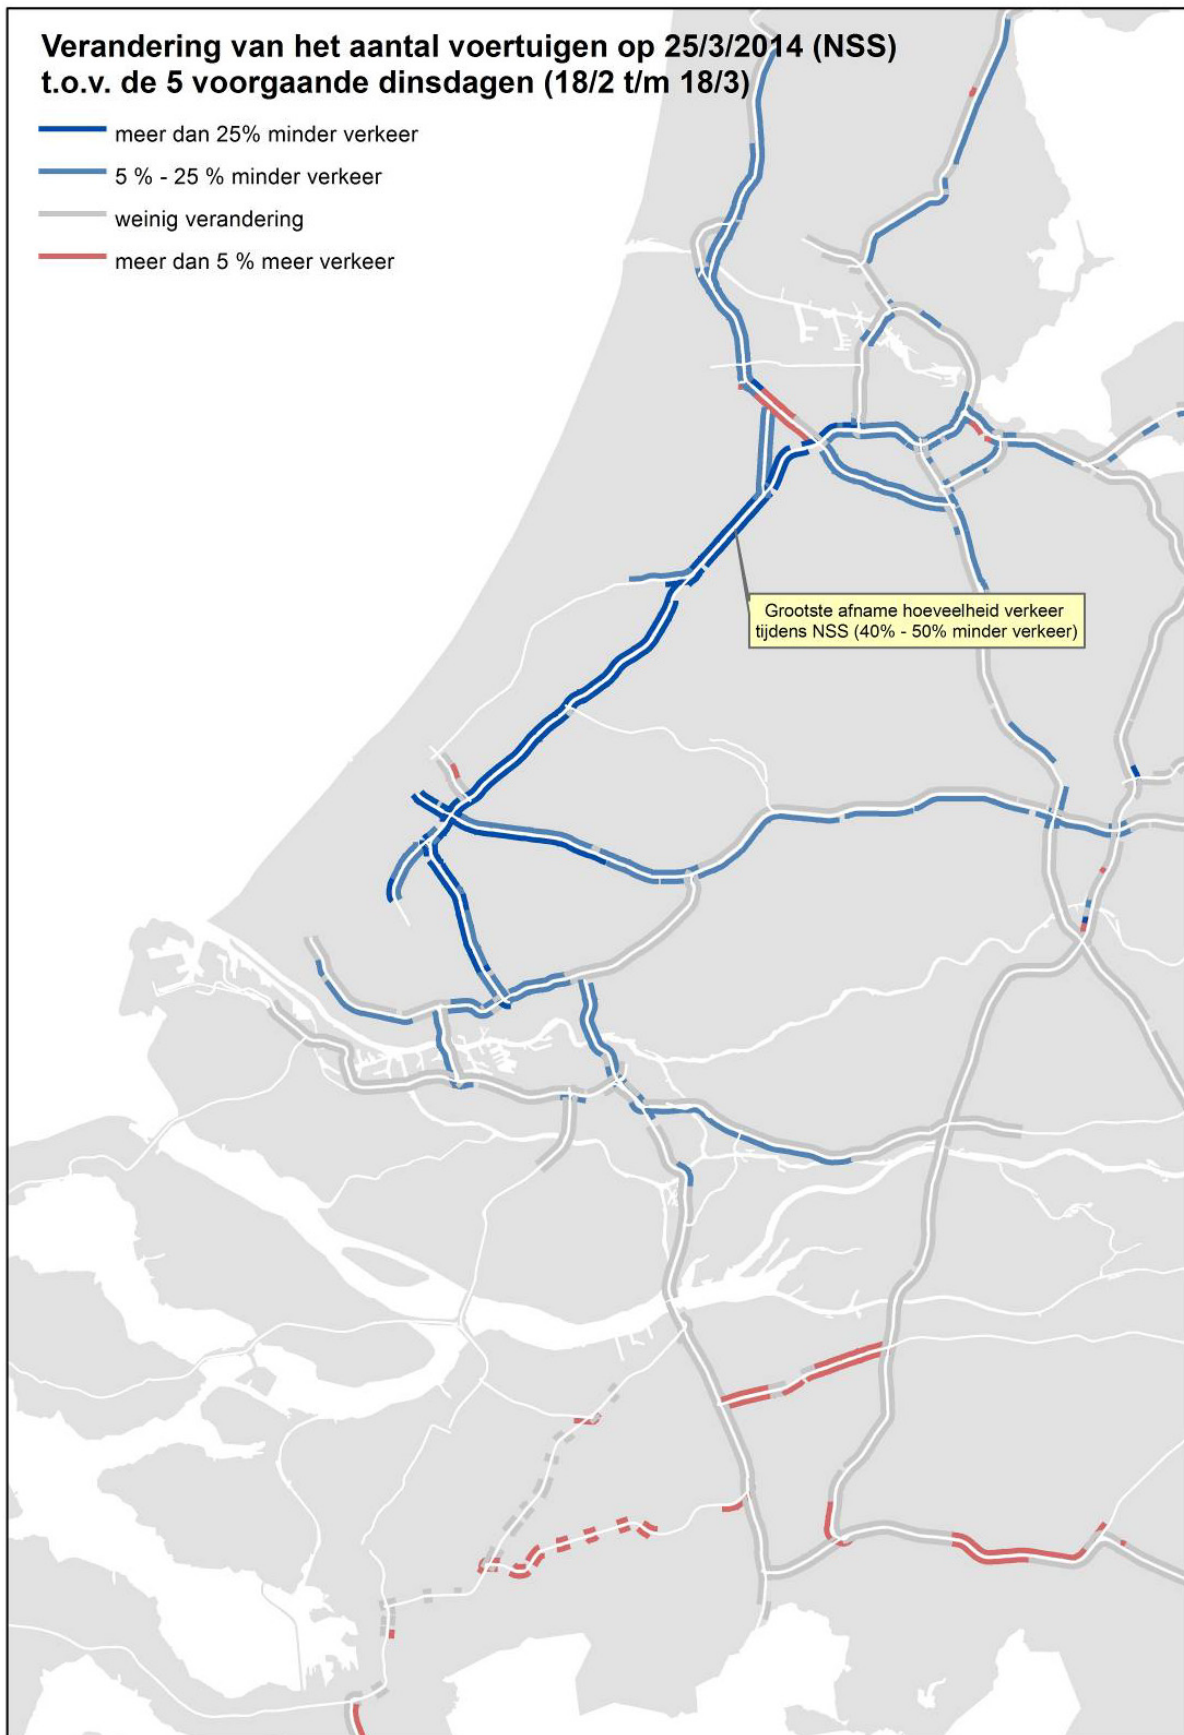 Verandering van het aantal voertuigen op 25/3/2014 (NSS)
t.o.v. de 5 voorgaande dinsdagen (18/2 t/m 18/3)
meer dan 25% minder verkeer
5 % - 25 % minder verkeer
weinig verandering
meer dan 5 % meer verkeer
Grootste afname hoeveelheid verkeer
tijdens NSS (40% - 50% minder verkeer)